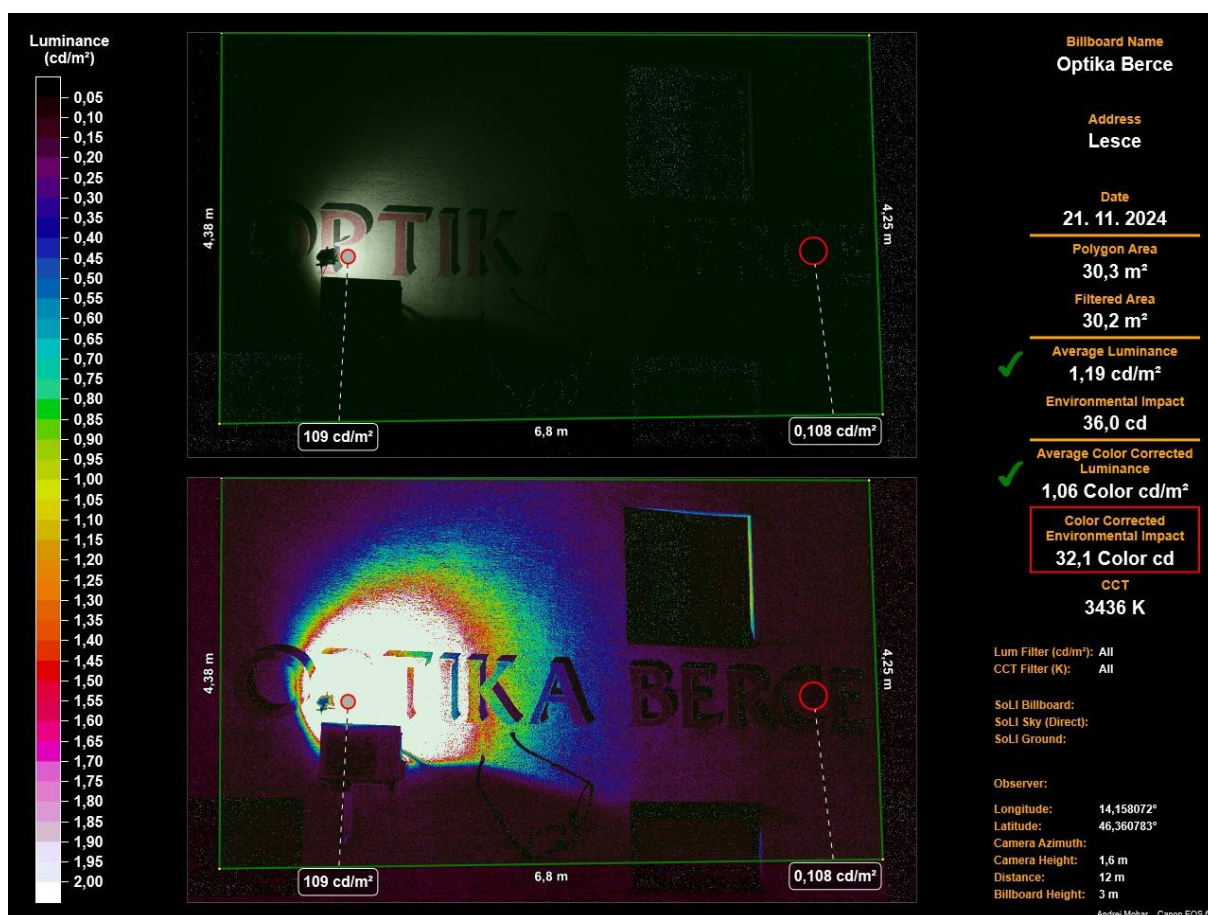 Luminance
(cd/m²)
0,05
0,10
0,15
0,20
0,30
0,35
0,40
0,45
0,50
0,55
0,60
0,65
0,70
0,75
0,80
0,85
0,90
0,95
1,00
1,05
1,10
1,15
1,20
1,25
1,30
1,35
1,40
1,45
1,50
1,55
1,60
1,65
1,70
1,75
1,80
1,85
1,90
1,95
2,00
OPTIKA
4,38 m
4,25 m
109 cd/m²
6,8 m
0,108 cd/m²
OPTIKA BERCE
4,38 m
4,25 m
109 cd/m²
6,8 m
0,108 cd/m²
Billboard Name
Optika Berce
Address
Lesce
Date
21. 11. 2024
Polygon Area
30,3 m²
Filtered Area
30,2 m²
Average Luminance
1,19 cd/m²
Environmental Impact
36,0 cd
Average Color Corrected
Luminance
1,06 Color cd/m²
Color Corrected
Environmental Impact
32,1 Color cd
CCT
3436 K
Lum Filter (cd/m²): All
CCT Filter (K): All
SoLI Billboard:
SoLI Sky (Direct):
SoLI Ground:
Observer:
Longitude: 14,158072°
Latitude: 46,360783°
Camera Azimuth:
Camera Height: 1,6 m
Distance: 12 m
Billboard Height: 3 m
Andrej Mohar Canon EOS